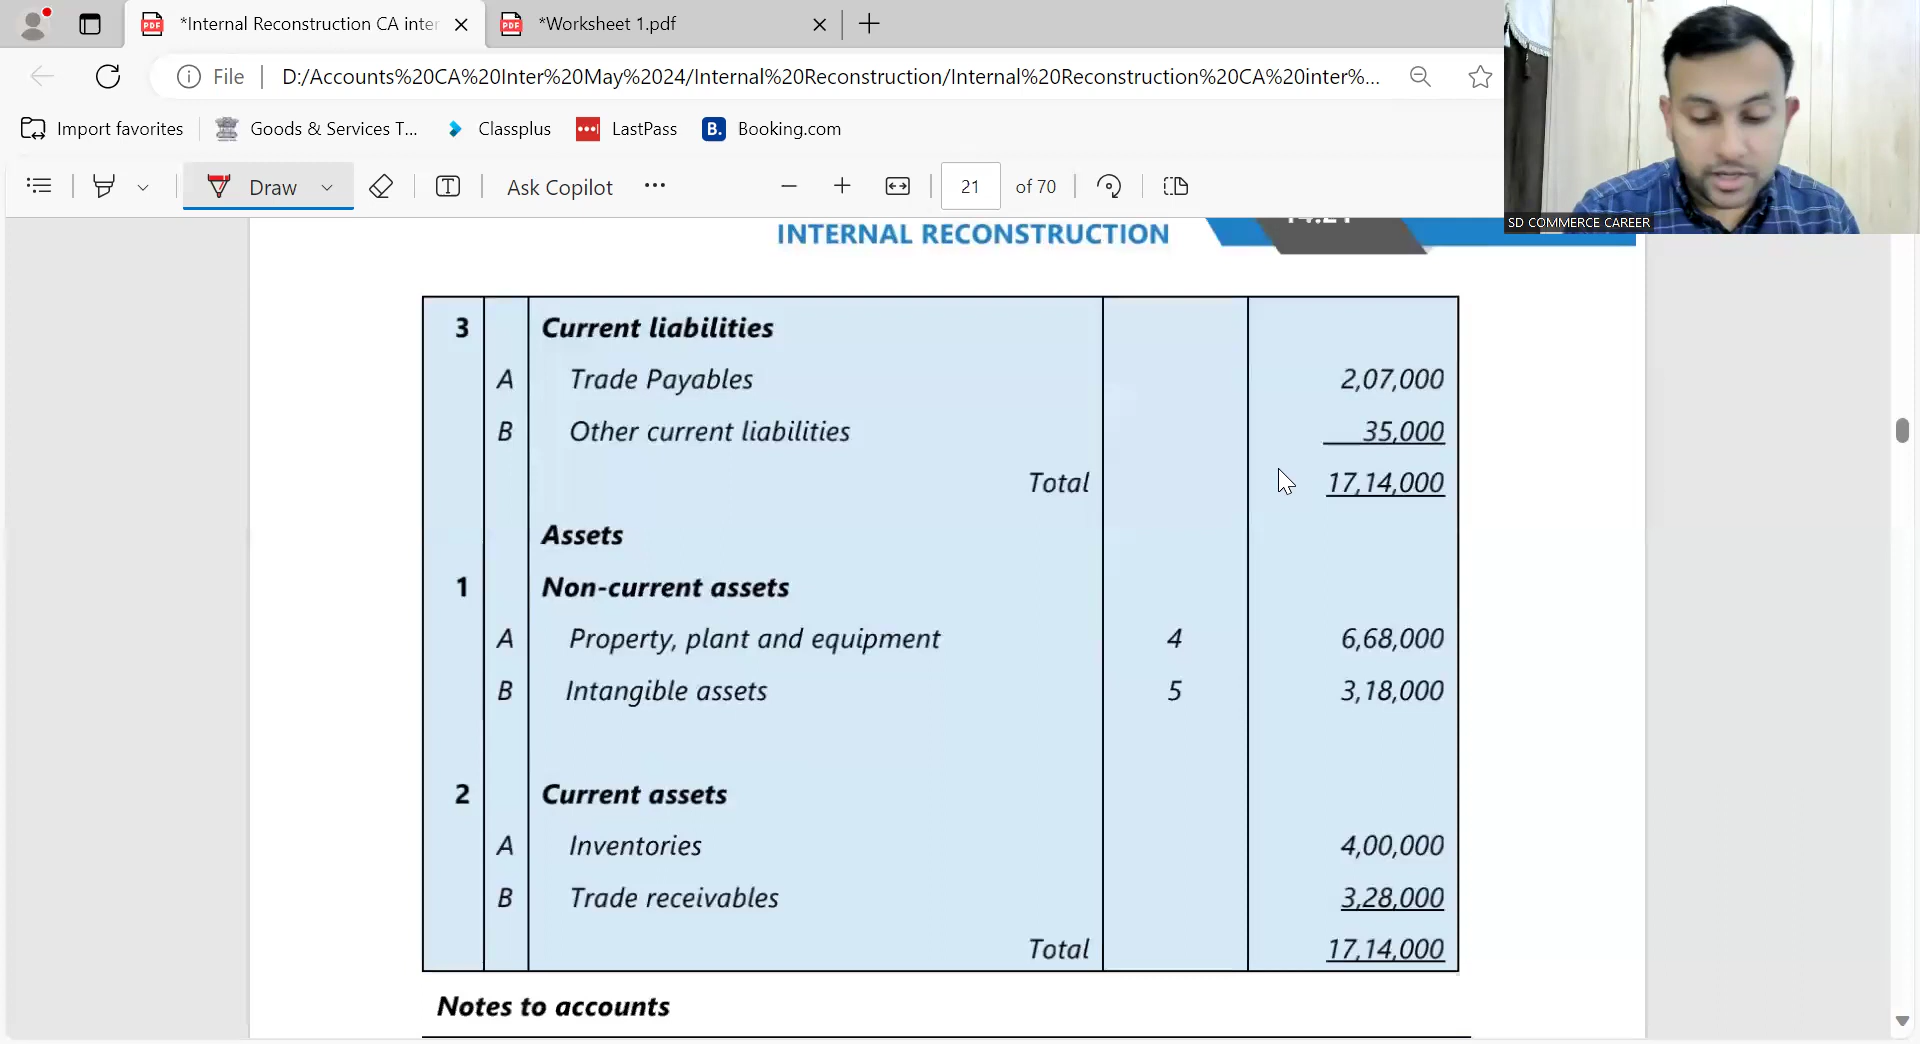 *Internal Reconstruction CA inter
*Worksheet 1.pdf
File
D:/Accounts%20CA%20Inter%20May%2024/Internal%20Reconstruction/Internal%20Reconstruction%20CA%20inter%...
Import favorites
Goods & Services T...
Classplus
LastPass
B.
Booking.com
Draw
Ask Copilot
21
of 70
SD COMMERCE CAREER
INTERNAL RECONSTRUCTION
3 Current liabilities
A Trade Payables 2,07,000
B Other current liabilities 35,000
Total 17,14,000
Assets
1 Non-current assets
A Property, plant and equipment 4 6,68,000
B Intangible assets 5 3,18,000
2 Current assets
A Inventories 4,00,000
B Trade receivables 3,28,000
Total 17,14,000
Notes to accounts